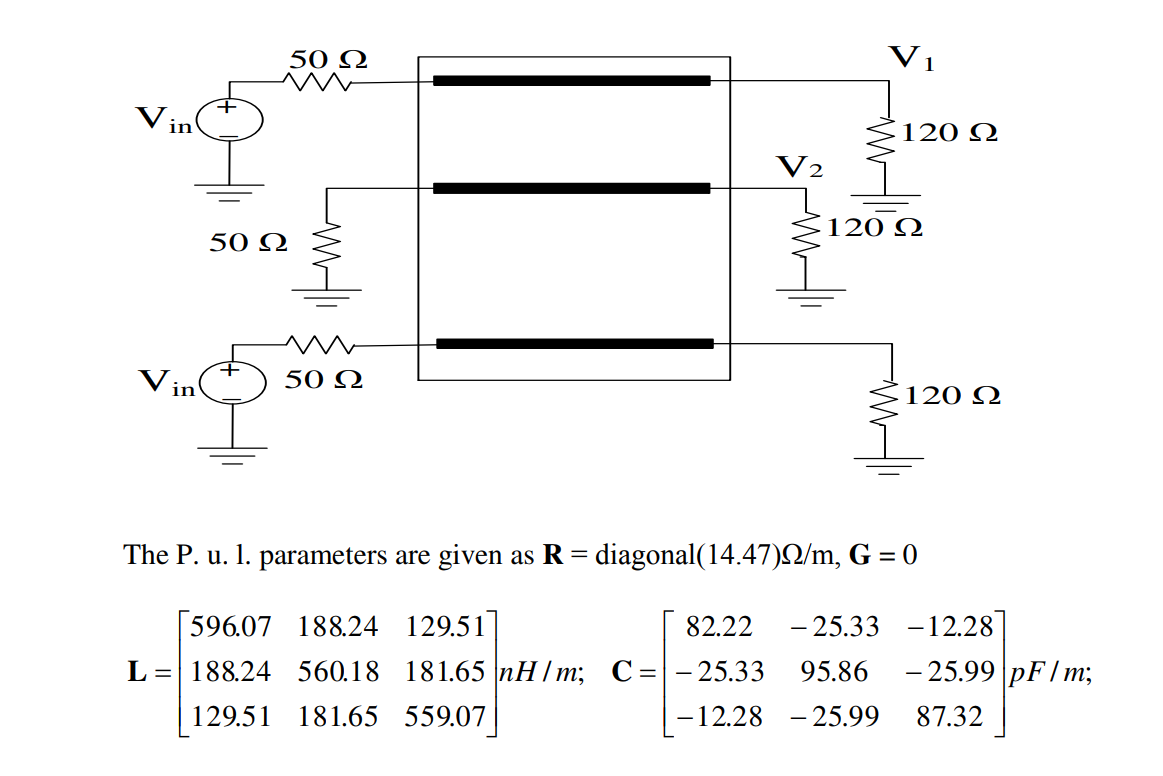 50 Ω
V1
Vin
+
−
120 Ω
V2
50 Ω
120 Ω
Vin
+
−
50 Ω
120 Ω
The P. u. l. parameters are given as R = diagonal(14.47)Ω/m, G = 0
L = [596.07 188.24 129.51; 188.24 560.18 181.65; 129.51 181.65 559.07] nH / m; C = [82.22 −25.33 −12.28; −25.33 95.86 −25.99; −12.28 −25.99 87.32] pF / m;